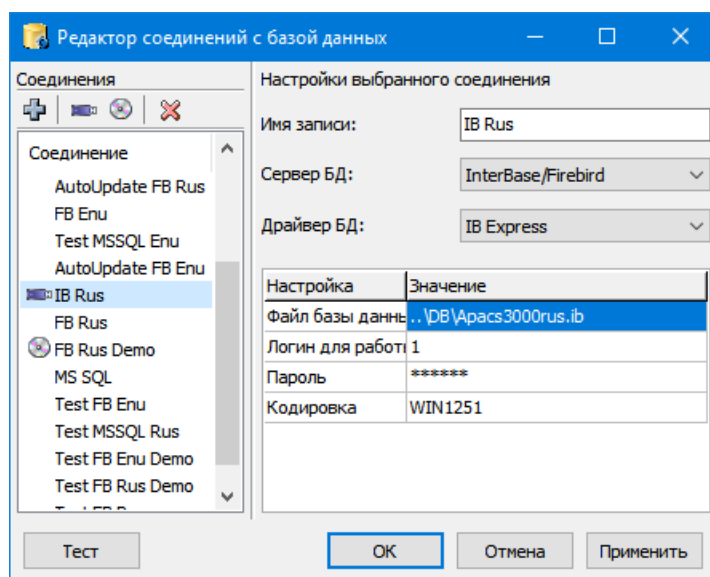 Редактор соединений с базой данных
Соединения
Соединение
AutoUpdate FB Rus
FB Enu
Test MSSQL Enu
AutoUpdate FB Enu
IB Rus
FB Rus
FB Rus Demo
MS SQL
Test FB Enu
Test MSSQL Rus
Test FB Enu Demo
Test FB Rus Demo
Тест
Настройки выбранного соединения
Имя записи: IB Rus
Сервер БД: InterBase/Firebird
Драйвер БД: IB Express
Настройка Значение
Файл базы данны ..\DB\Apacs3000rus.ib
Логин для работы 1
Пароль ******
Кодировка WIN1251
ОК Отмена Применить